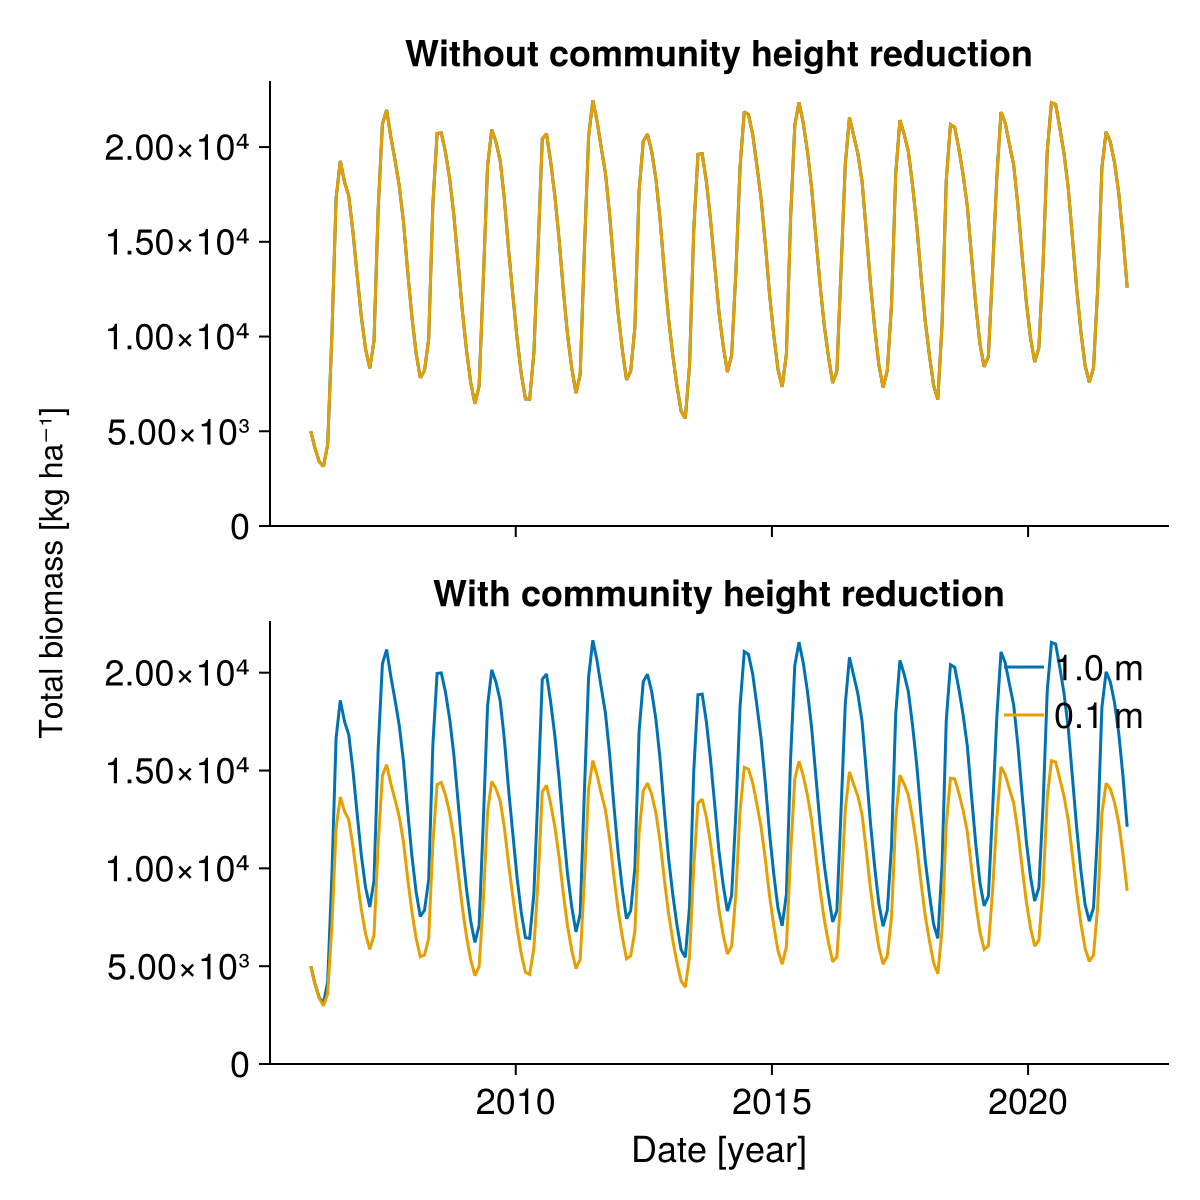 Without community height reduction
2.00×10⁴
1.50×10⁴
1.00×10⁴
5.00×10³
0
Total biomass [kg ha⁻¹]
With community height reduction
2.00×10⁴
1.50×10⁴
1.00×10⁴
5.00×10³
0
1.0 m
0.1 m
2010 2015 2020
Date [year]